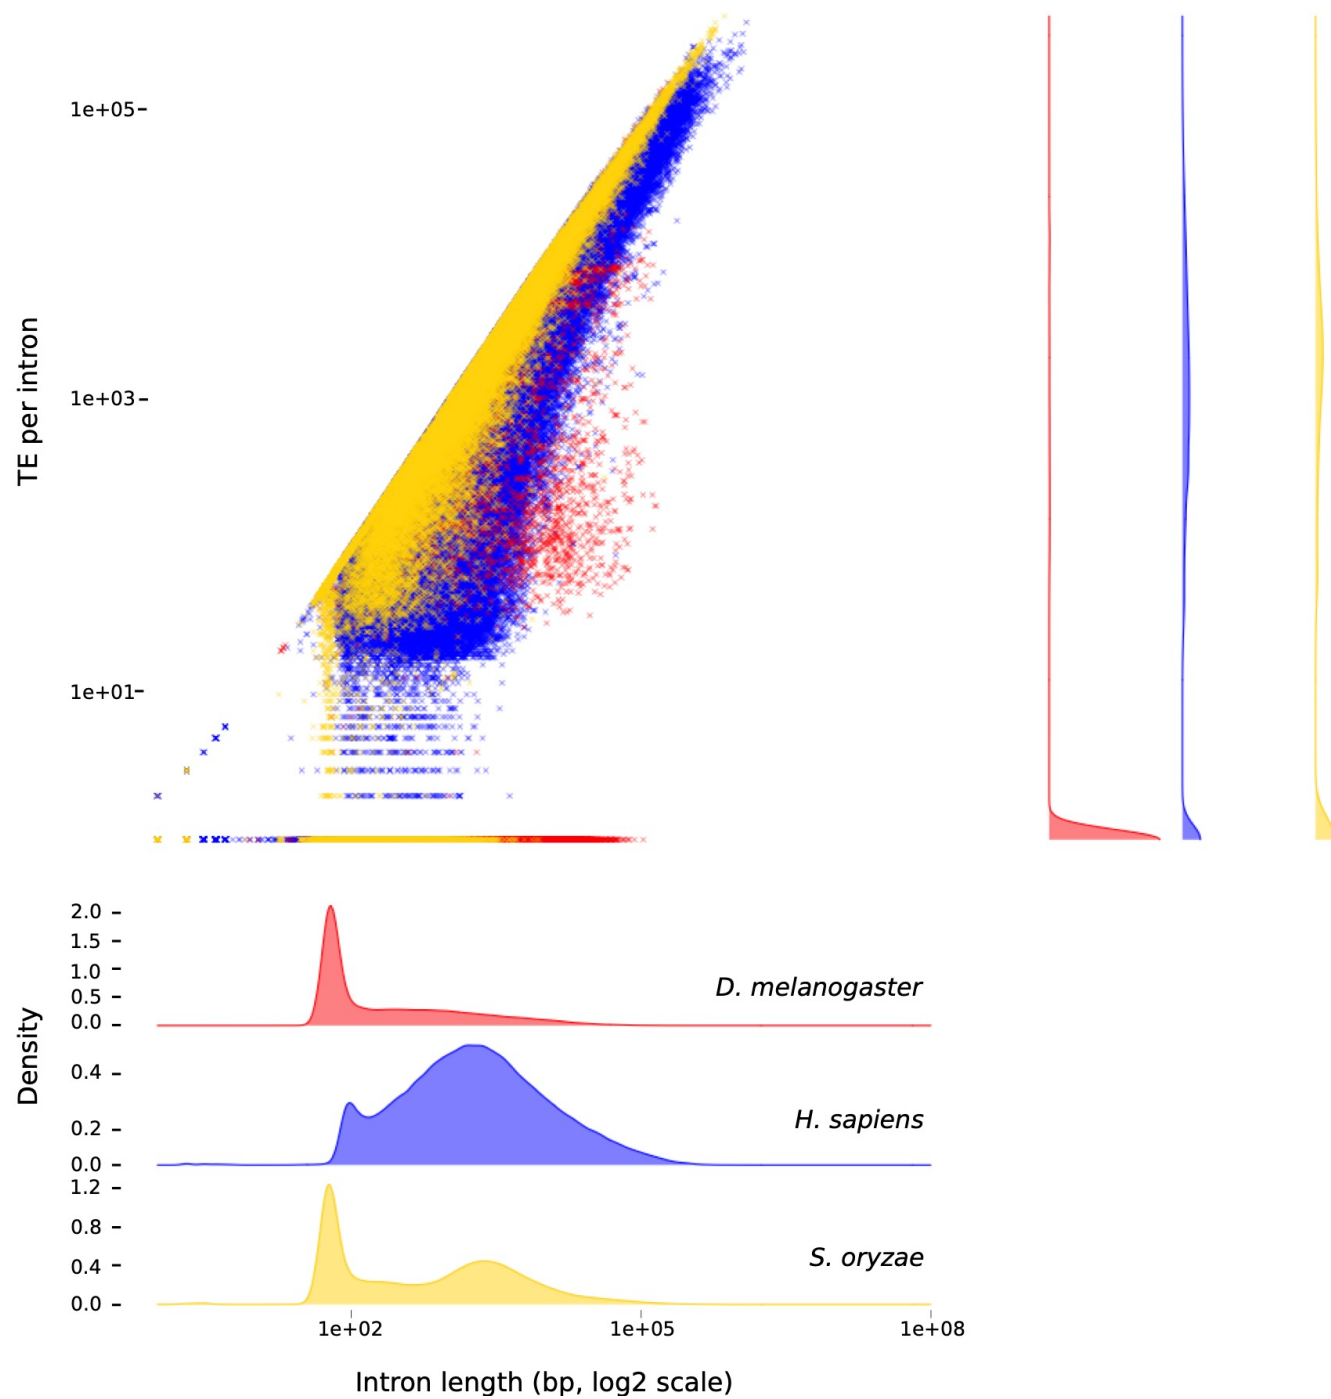 1e+05
1e+03
1e+01
TE per intron
2.0
1.5
1.0
0.5
0.0
D. melanogaster
0.4
0.2
0.0
H. sapiens
1.2
0.8
0.4
0.0
S. oryzae
Density
1e+02 1e+05 1e+08
Intron length (bp, log2 scale)